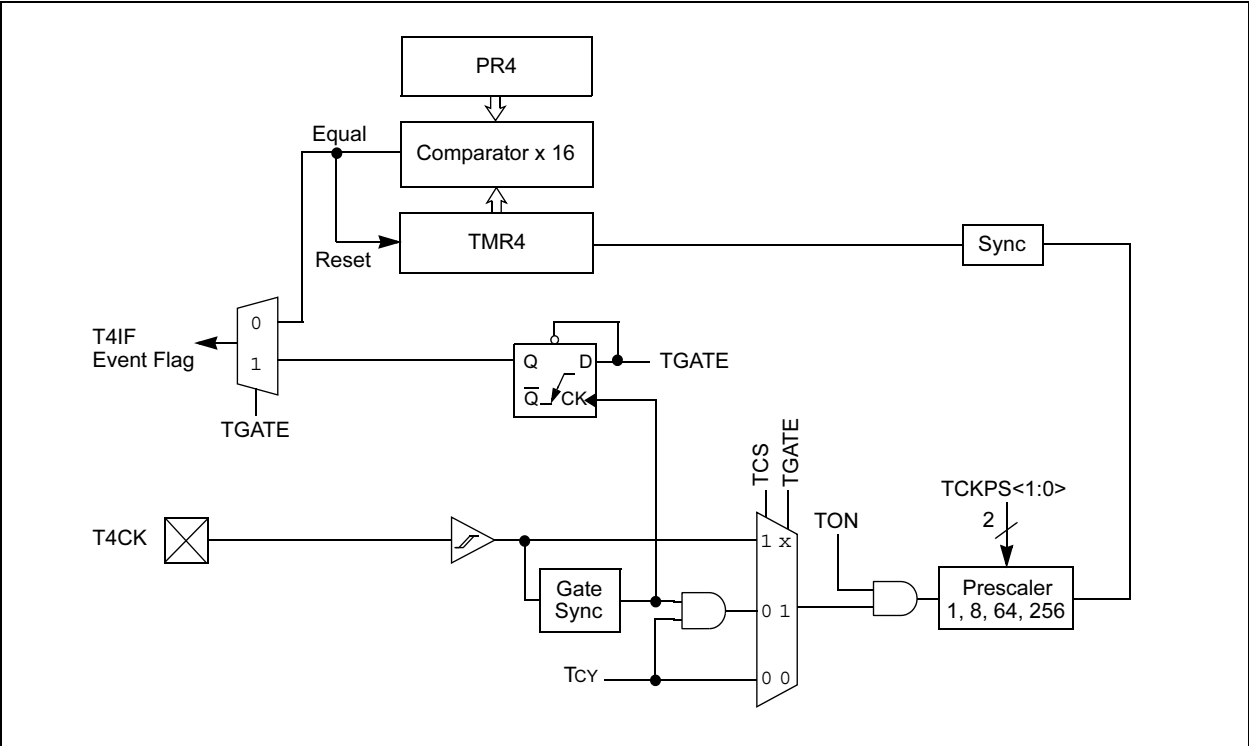 PR4
Equal
Comparator x 16
TMR4
Sync
Reset
0
T4IF
Event Flag
1
Q
D
TGATE
Q
CK
TGATE
TCS
TGATE
TCKPS<1:0>
2
TON
T4CK
1 x
Gate
Sync
Prescaler
1, 8, 64, 256
0 1
TCY
0 0